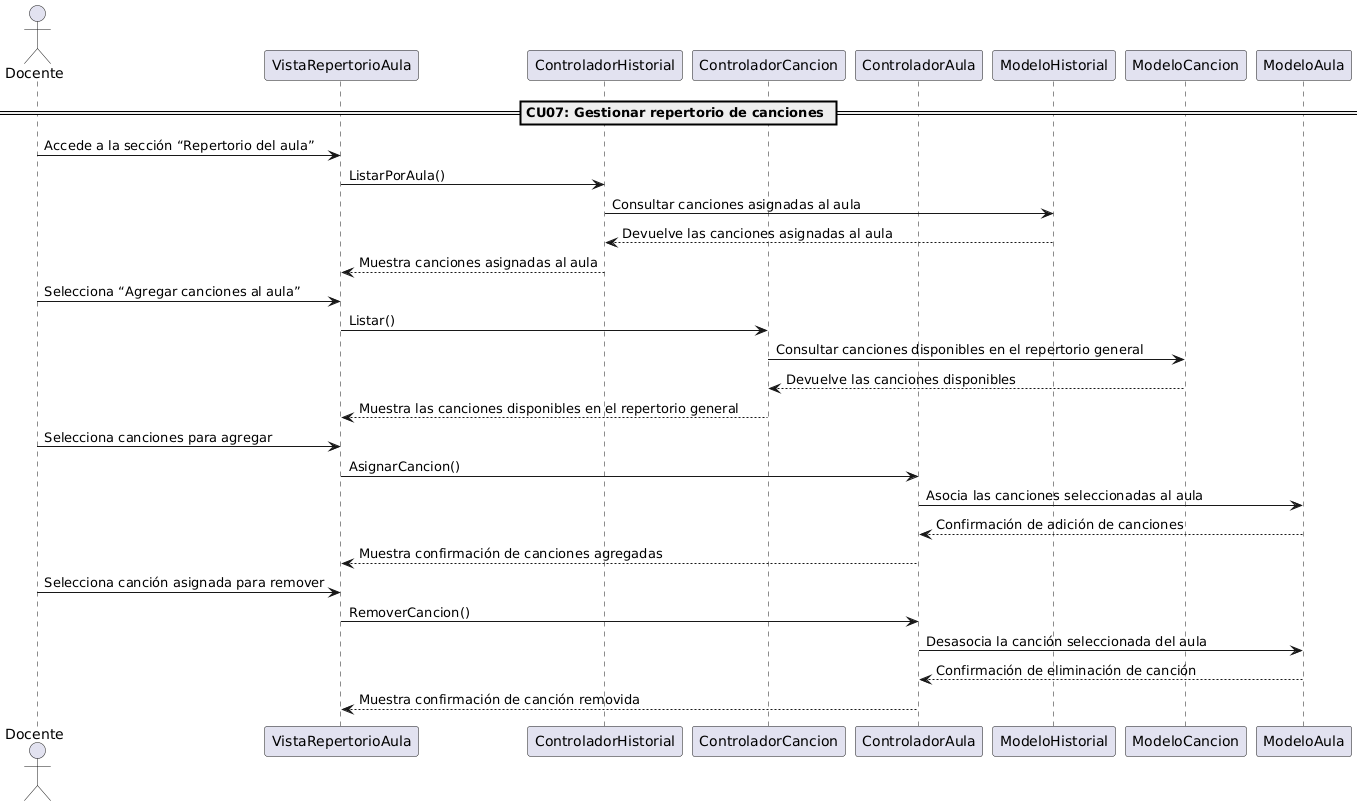 Docente
VistaRepertorioAula
ControladorHistorial
ControladorCancion
ControladorAula
ModeloHistorial
ModeloCancion
ModeloAula
CU07: Gestionar repertorio de canciones
Accede a la sección “Repertorio del aula”
ListarPorAula()
Consultar canciones asignadas al aula
Devuelve las canciones asignadas al aula
Muestra canciones asignadas al aula
Selecciona “Agregar canciones al aula”
Listar()
Consultar canciones disponibles en el repertorio general
Devuelve las canciones disponibles
Muestra las canciones disponibles en el repertorio general
Selecciona canciones para agregar
AsignarCancion()
Asocia las canciones seleccionadas al aula
Confirmación de adición de canciones
Muestra confirmación de canciones agregadas
Selecciona canción asignada para remover
RemoverCancion()
Desasocia la canción seleccionada del aula
Confirmación de eliminación de canción
Muestra confirmación de canción removida
Docente
VistaRepertorioAula
ControladorHistorial
ControladorCancion
ControladorAula
ModeloHistorial
ModeloCancion
ModeloAula